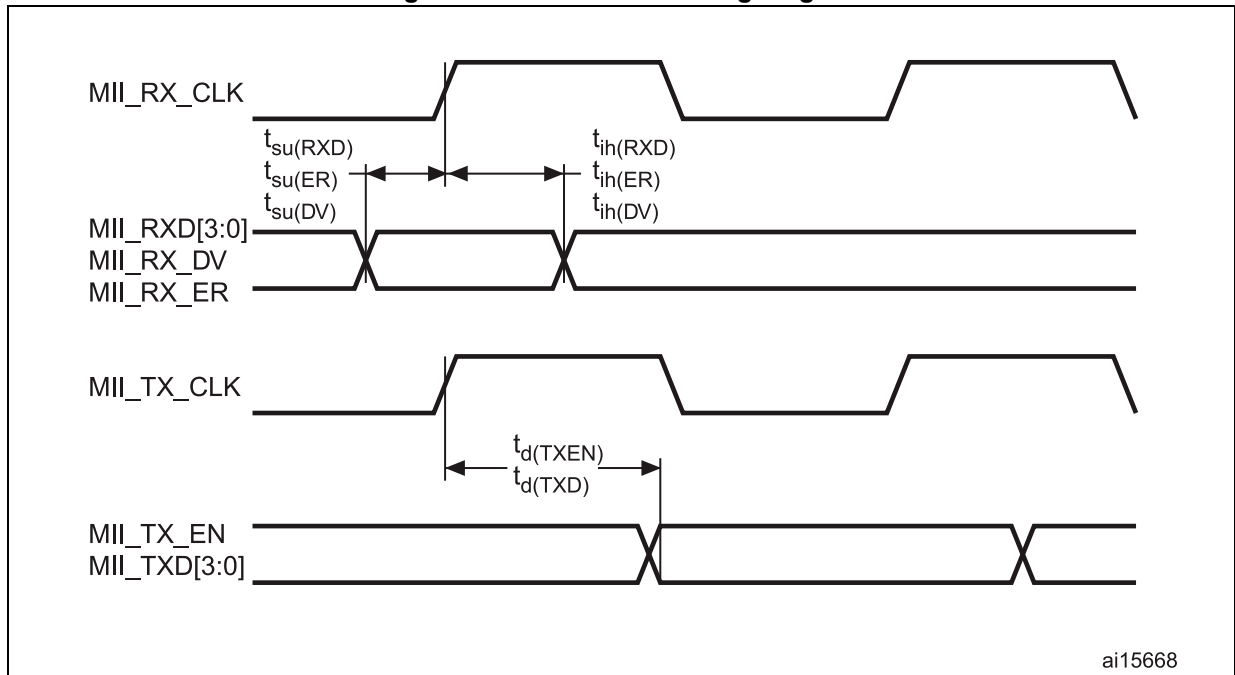 MII_RX_CLK
tsu(RXD)
tsu(ER)
tsu(DV)
tih(RXD)
tih(ER)
tih(DV)
MII_RXD[3:0]
MII_RX_DV
MII_RX_ER
MII_TX_CLK
td(TXEN)
td(TXD)
MII_TX_EN
MII_TXD[3:0]
ai15668